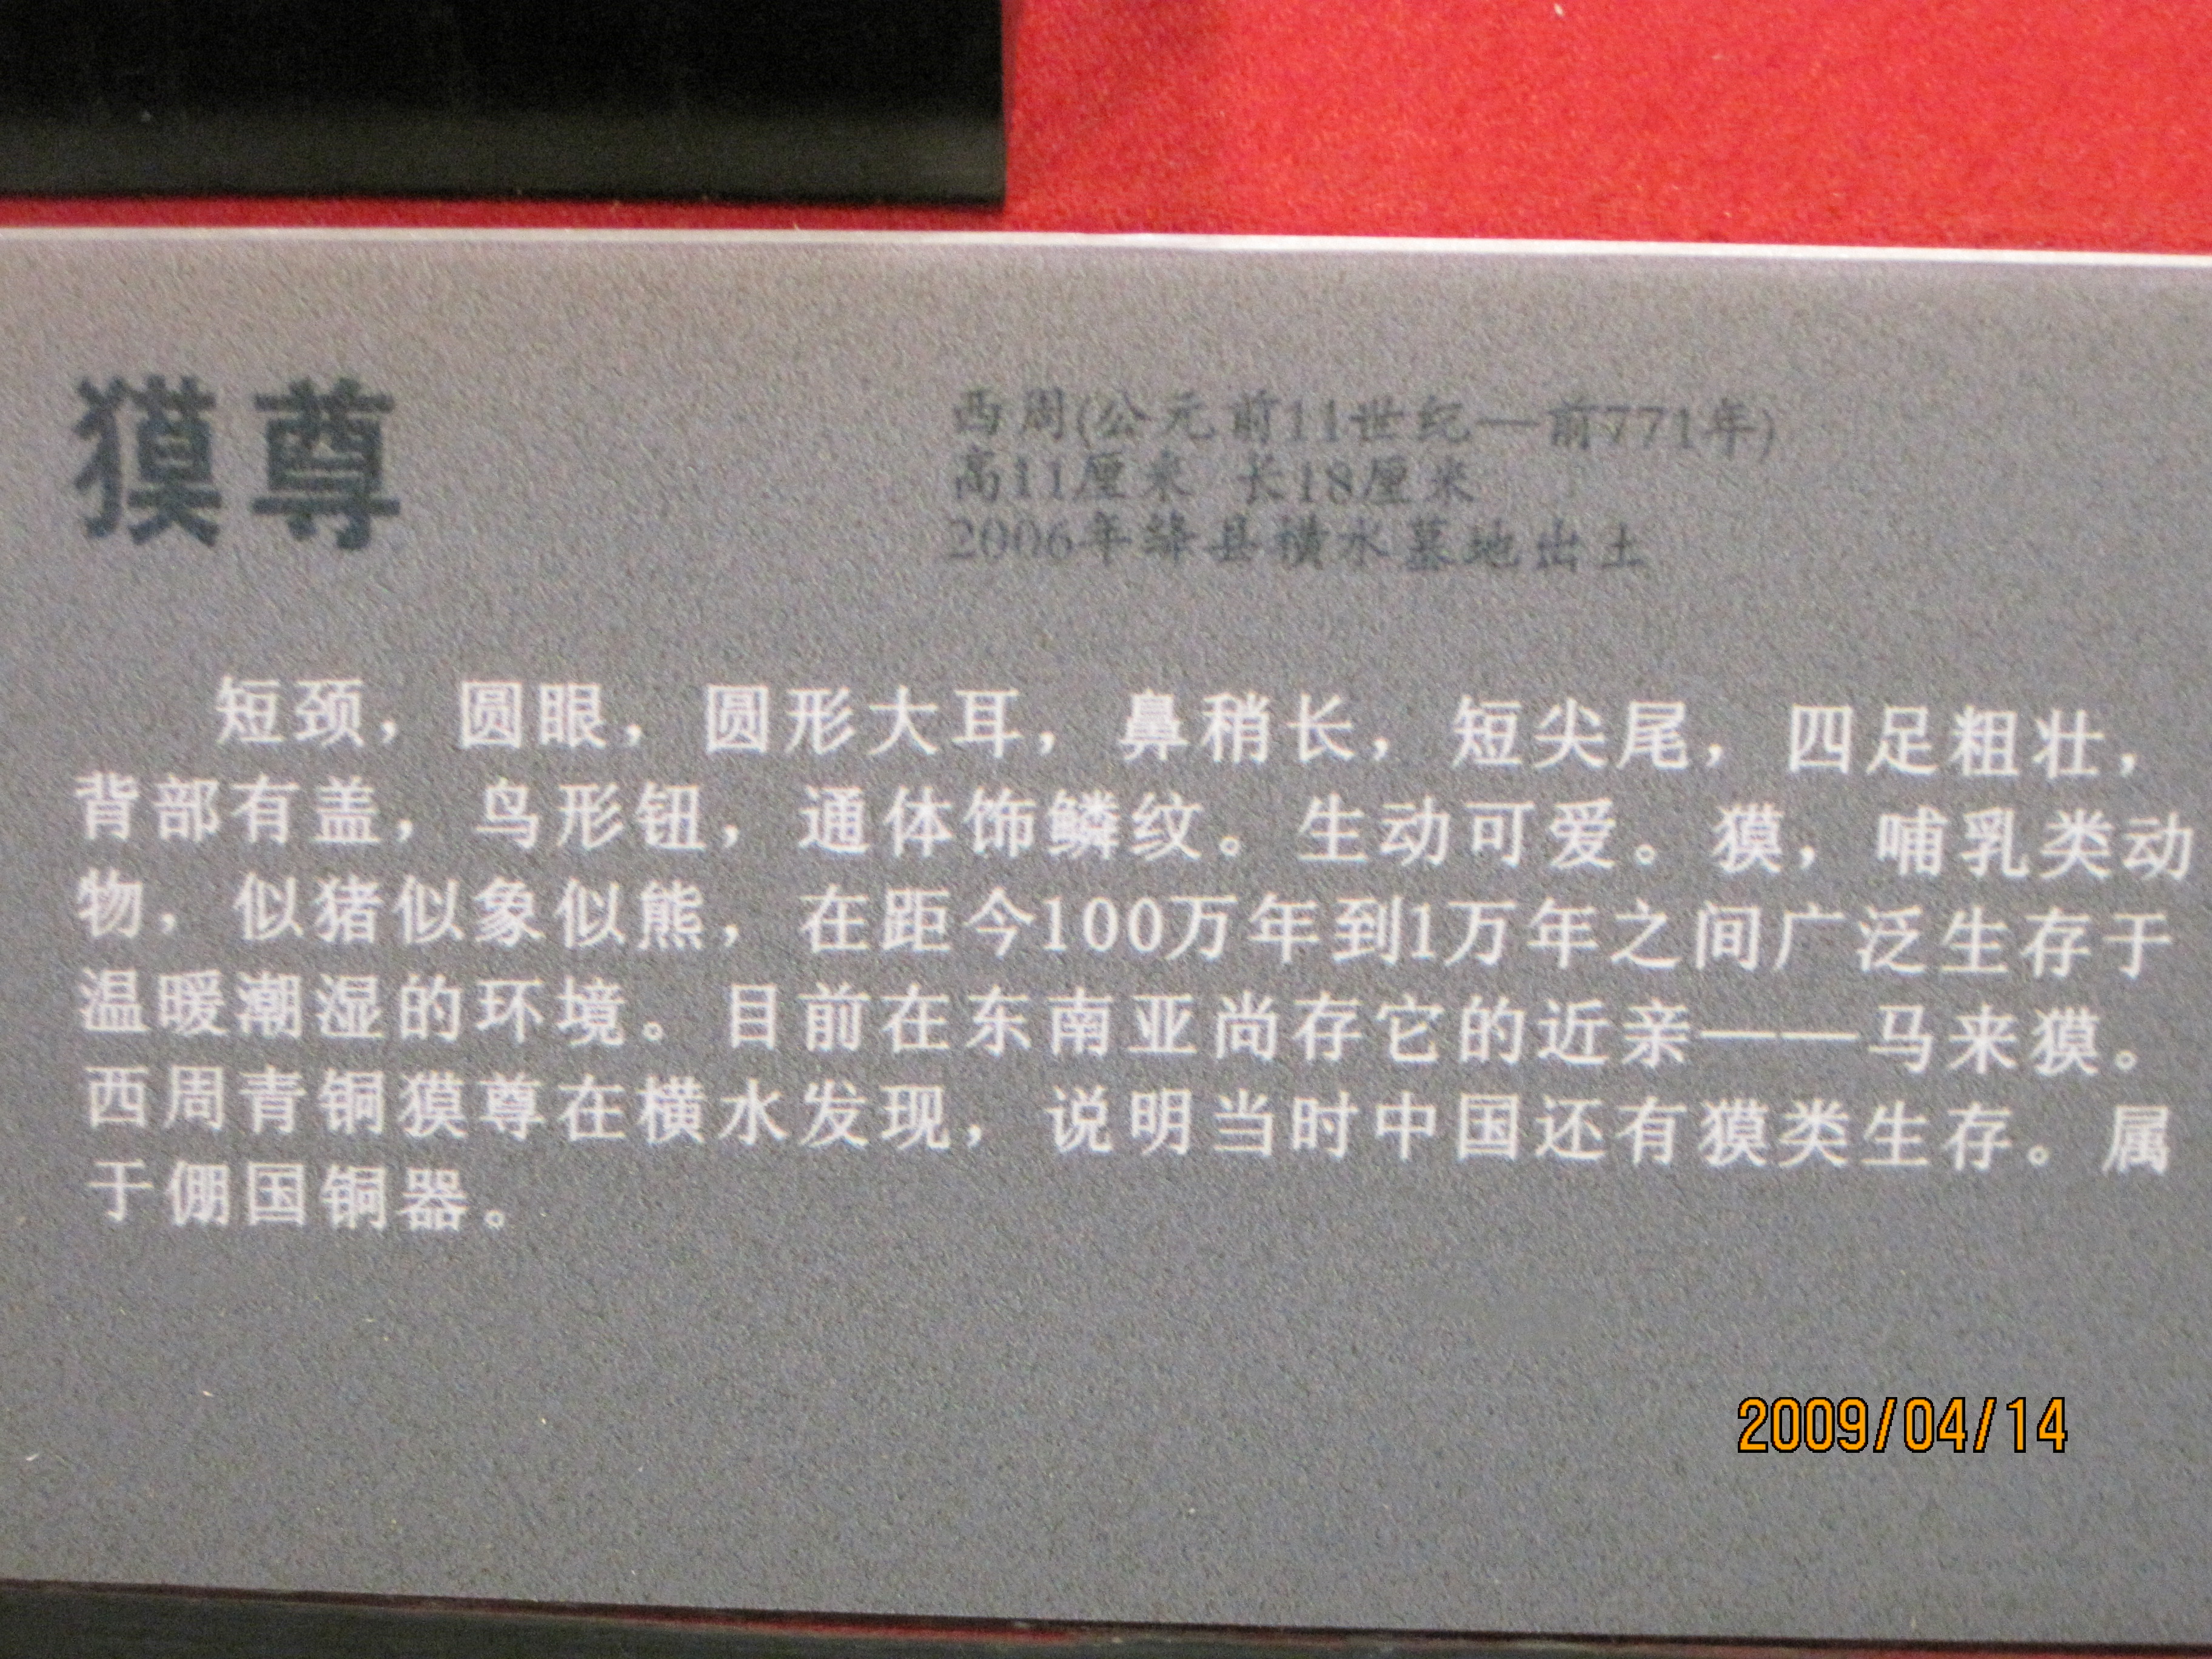 獏尊
西周(公元前11世纪—前771年)
高11厘米 长18厘米
2006年绛县横水墓地出土
短颈，圆眼，圆形大耳，鼻稍长，短尖尾，四足粗壮，
背部有盖，鸟形钮，通体饰鳞纹。生动可爱。獏，哺乳类动
物，似猪似象似熊，在距今100万年到1万年之间广泛生存于
温暖潮湿的环境。目前在东南亚尚存它的近亲——马来獏。
西周青铜獏尊在横水发现，说明当时中国还有獏类生存。属
于倗国铜器。
2009/04/14